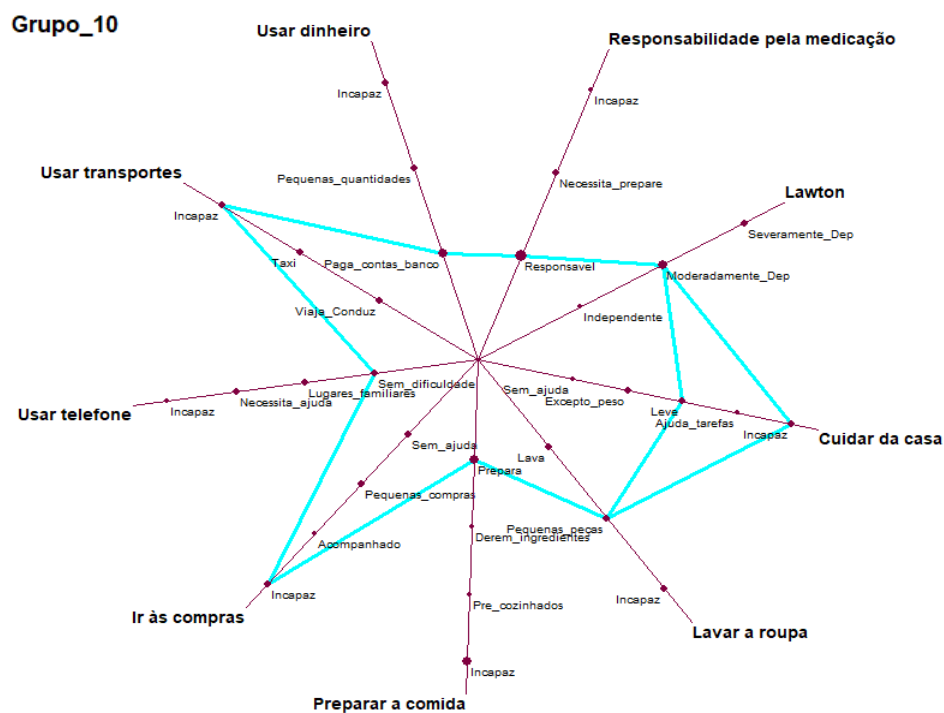 Grupo_10
Usar dinheiro
Responsabilidade pela medicação
Incapaz
Incapaz
Usar transportes
Pequenas_quantidades
Necessita_prepare
Lawton
Incapaz
Severamente_Dep
Taxi
Paga_contas_banco
Responsavel
Moderadamente_Dep
Viaja_Conduz
Independente
Usar telefone
Incapaz
Necessita_ajuda
Lugares_familiares
Sem_dificuldade
Sem_ajuda
Excepto_peso
Leve
Ajuda_tarefas
Incapaz
Cuidar da casa
Sem_ajuda
Prepara
Lava
Pequenas_compras
Acompanhado
Derem_ingredientes
Pequenas_peças
Incapaz
Ir às compras
Pre_cozinhados
Incapaz
Lavar a roupa
Incapaz
Preparar a comida